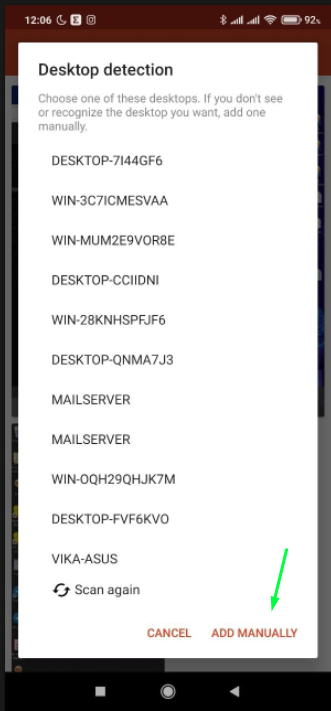 12:06
92%
Desktop detection
Choose one of these desktops. If you don't see
or recognize the desktop you want, add one
manually.
DESKTOP-7I44GF6
WIN-3C7ICMESVAA
WIN-MUM2E9VOR8E
DESKTOP-CCIIDNI
WIN-28KNHSPFJF6
DESKTOP-QNMA7J3
MAILSERVER
MAILSERVER
WIN-OQH29QHJK7M
DESKTOP-FVF6KVO
VIKA-ASUS
Scan again
CANCEL ADD MANUALLY